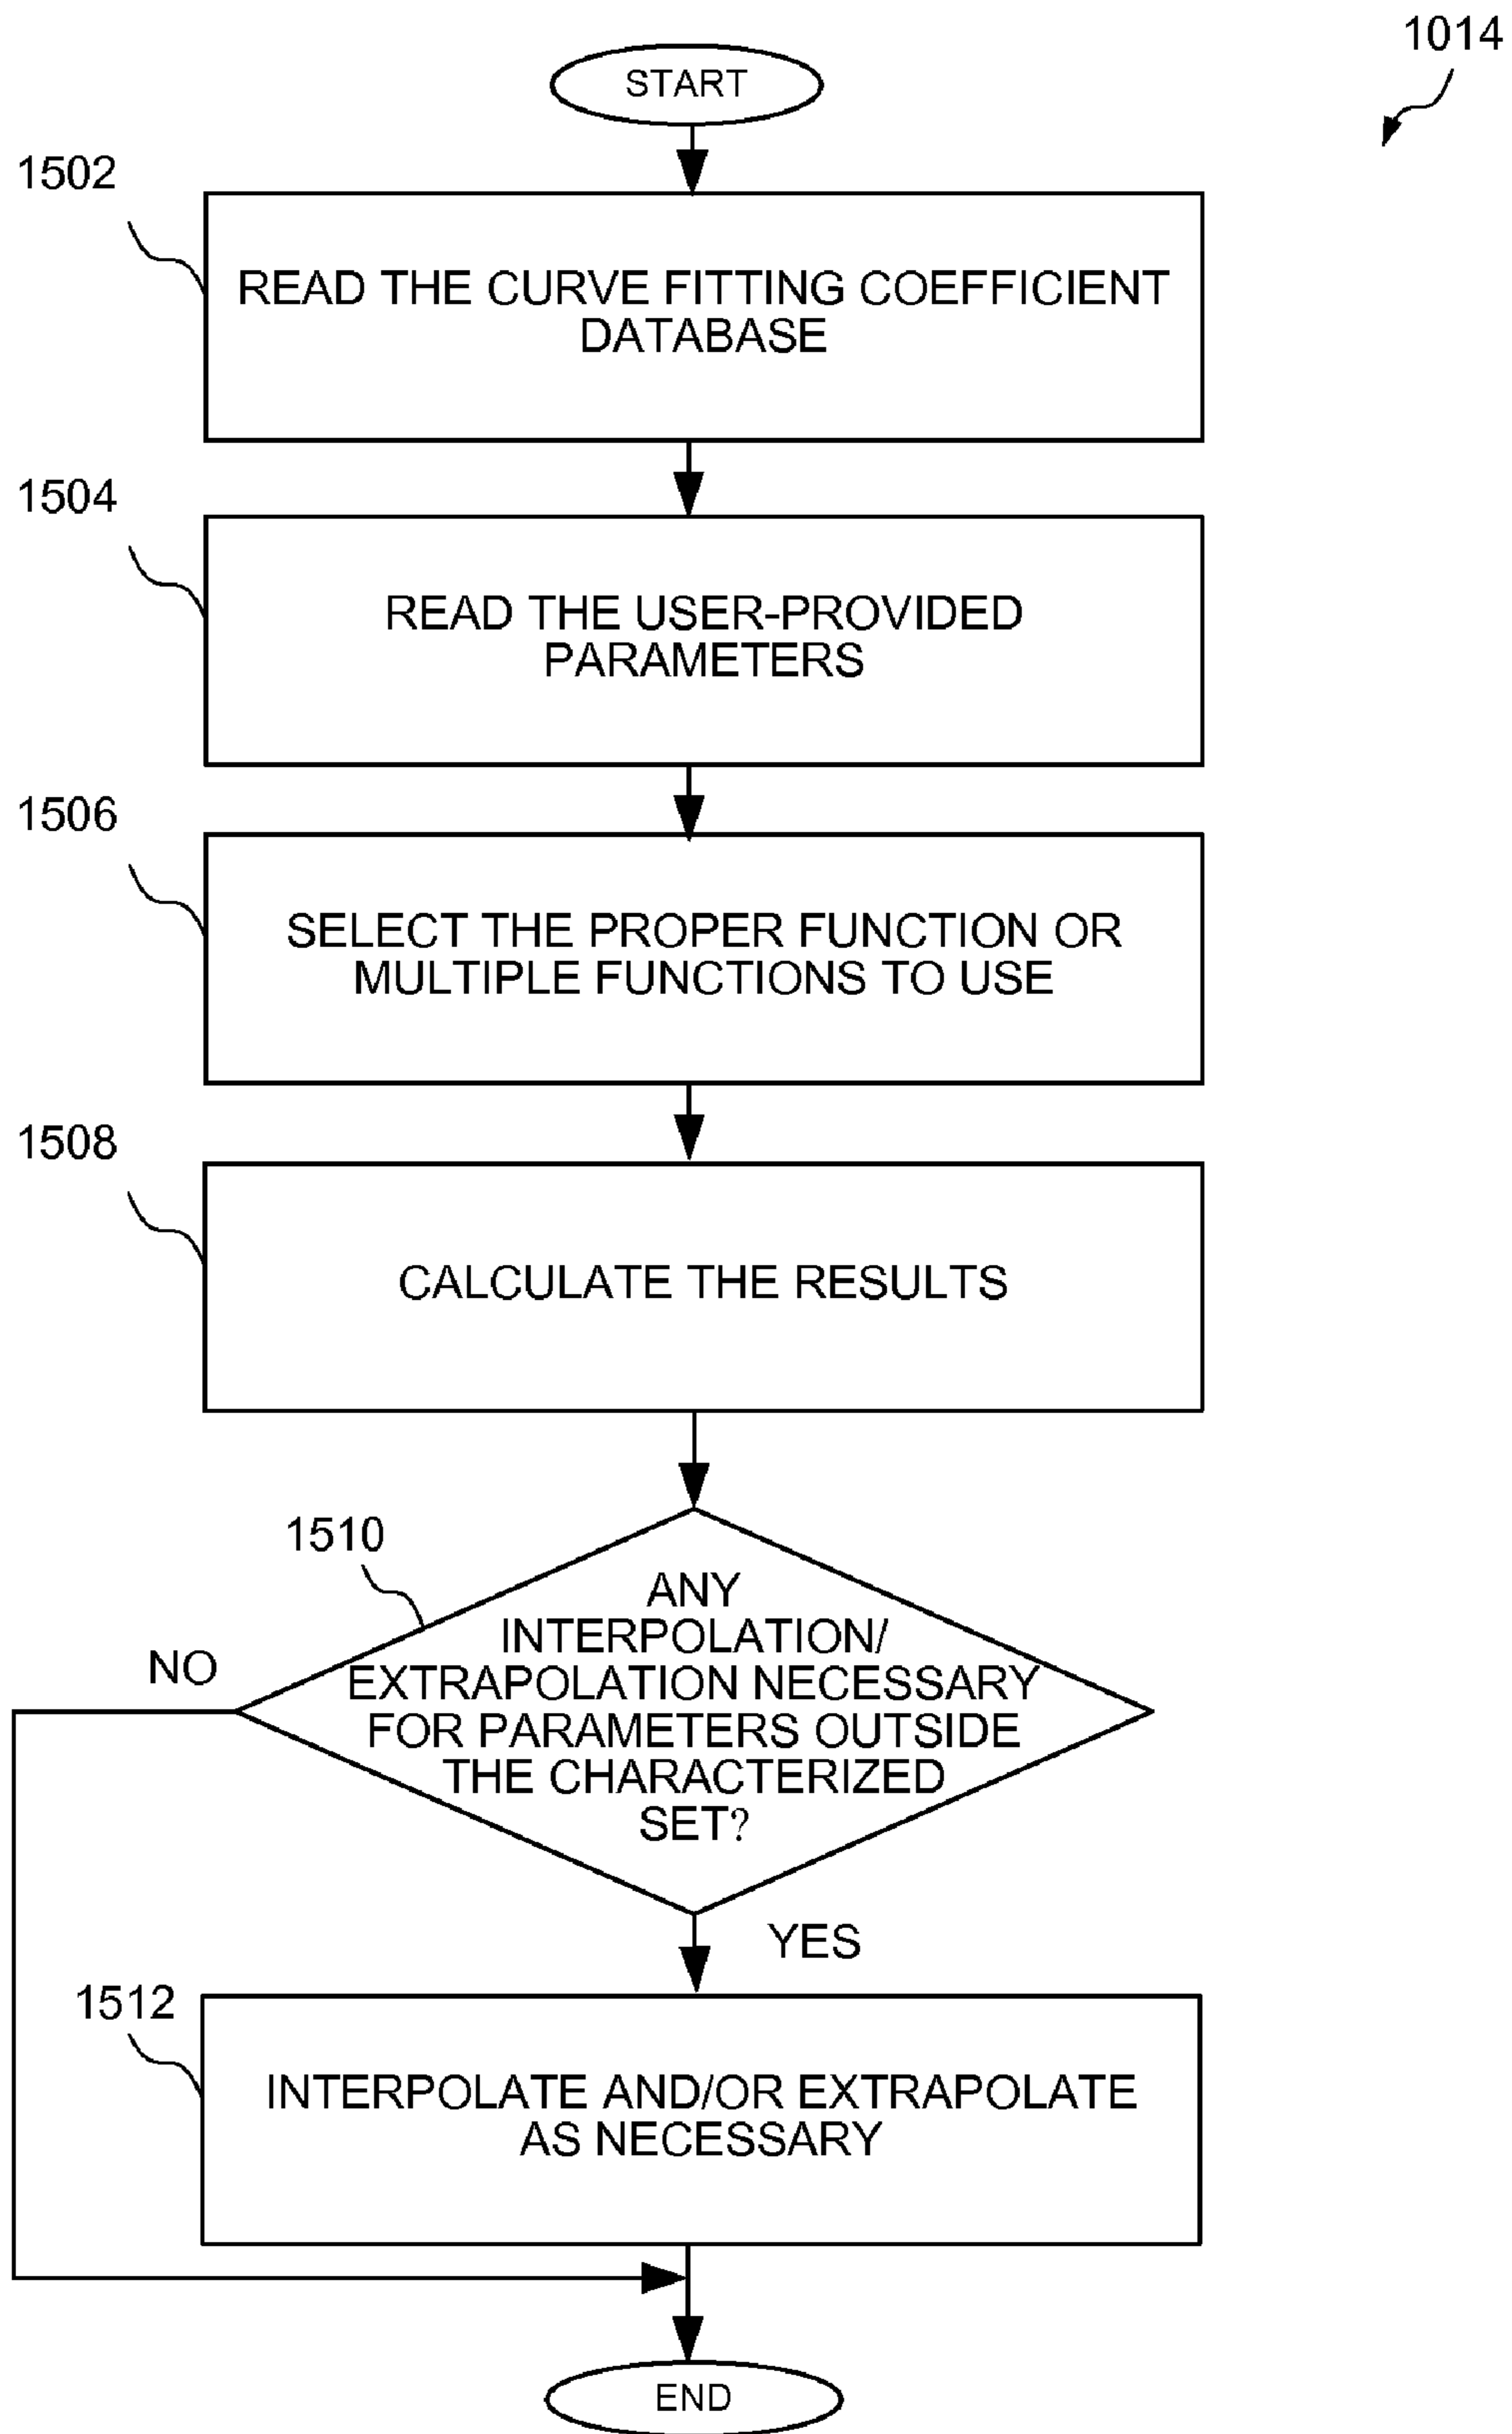 1014
START
1502
READ THE CURVE FITTING COEFFICIENT
DATABASE
1504
READ THE USER-PROVIDED
PARAMETERS
1506
SELECT THE PROPER FUNCTION OR
MULTIPLE FUNCTIONS TO USE
1508
CALCULATE THE RESULTS
1510
ANY
INTERPOLATION/
EXTRAPOLATION NECESSARY
FOR PARAMETERS OUTSIDE
THE CHARACTERIZED
SET?
NO
YES
1512
INTERPOLATE AND/OR EXTRAPOLATE
AS NECESSARY
END